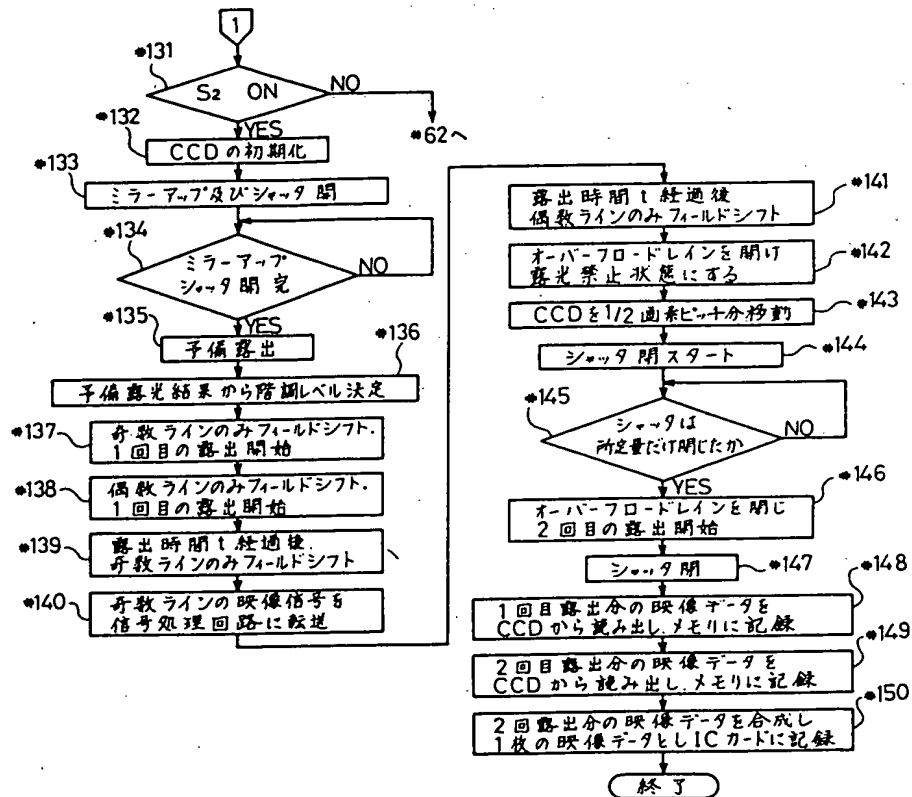 1
*131
S2 ON
NO
*62へ
YES
*132
CCDの初期化
*133
ミラーアップ及びシャッタ開
*134
ミラーアップ
シャッタ開完
NO
YES
*135
予備露出
*136
予備露光結果から階調レベル決定
*137
奇数ラインのみフィールドシフト.
1回目の露出開始
*138
偶数ラインのみフィールドシフト.
1回目の露出開始
*139
露出時間t経過後.
奇数ラインのみフィールドシフト
*140
奇数ラインの映像信号を
信号処理回路に転送
*141
露出時間t経過後
偶数ラインのみフィールドシフト
*142
オーバーフロードレインを開け
露光禁止状態にする
*143
CCDを1/2画素ピッチ分移動
*144
シャッタ閉スタート
*145
シャッタは
所定量だけ閉じたか
NO
YES
*146
オーバーフロードレインを閉じ
2回目の露出開始
*147
シャッタ閉
*148
1回目露出分の映像データを
CCDから読み出し.メモリに記録
*149
2回目露出分の映像データを
CCDから読み出し.メモリに記録
*150
2回露出分の映像データを合成し
1枚の映像データとしICカードに記録
終了